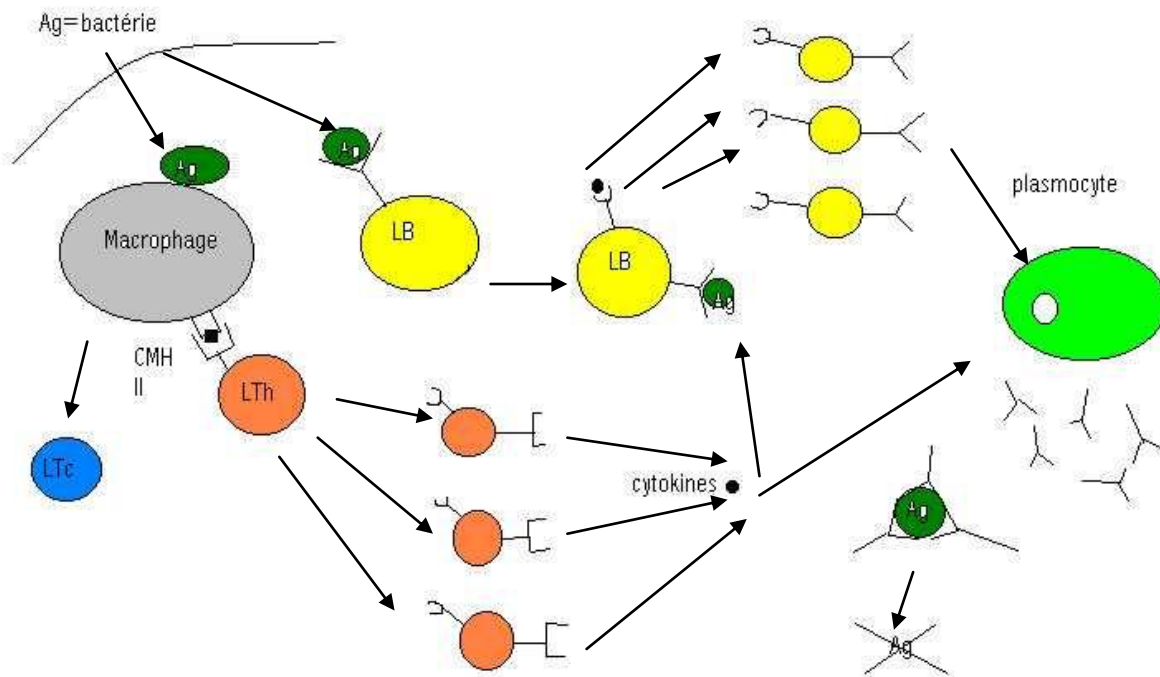 Ag=bactérie
Ag
Ag
Macrophage
LB
LB
Ag
plasmocyte
CMH
II
LTh
LTc
cytokines
Ag
Ag